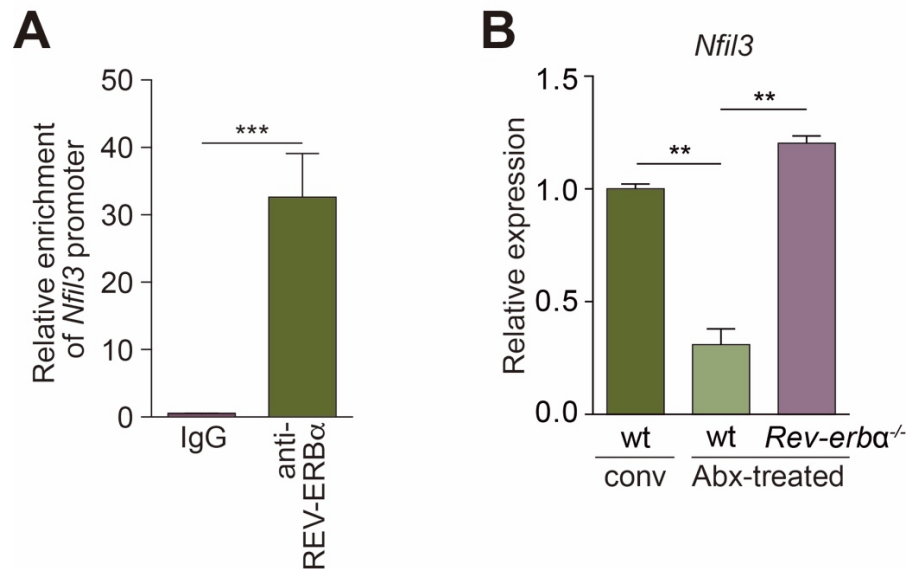 A
Relative enrichment
of Nfil3 promoter
50
40
30
20
10
0
***
IgG
anti-
REV-ERBα
B
Nfil3
Relative expression
1.5
1.0
0.5
0.0
**
**
wt
wt
Rev-erbα-/-
conv
Abx-treated